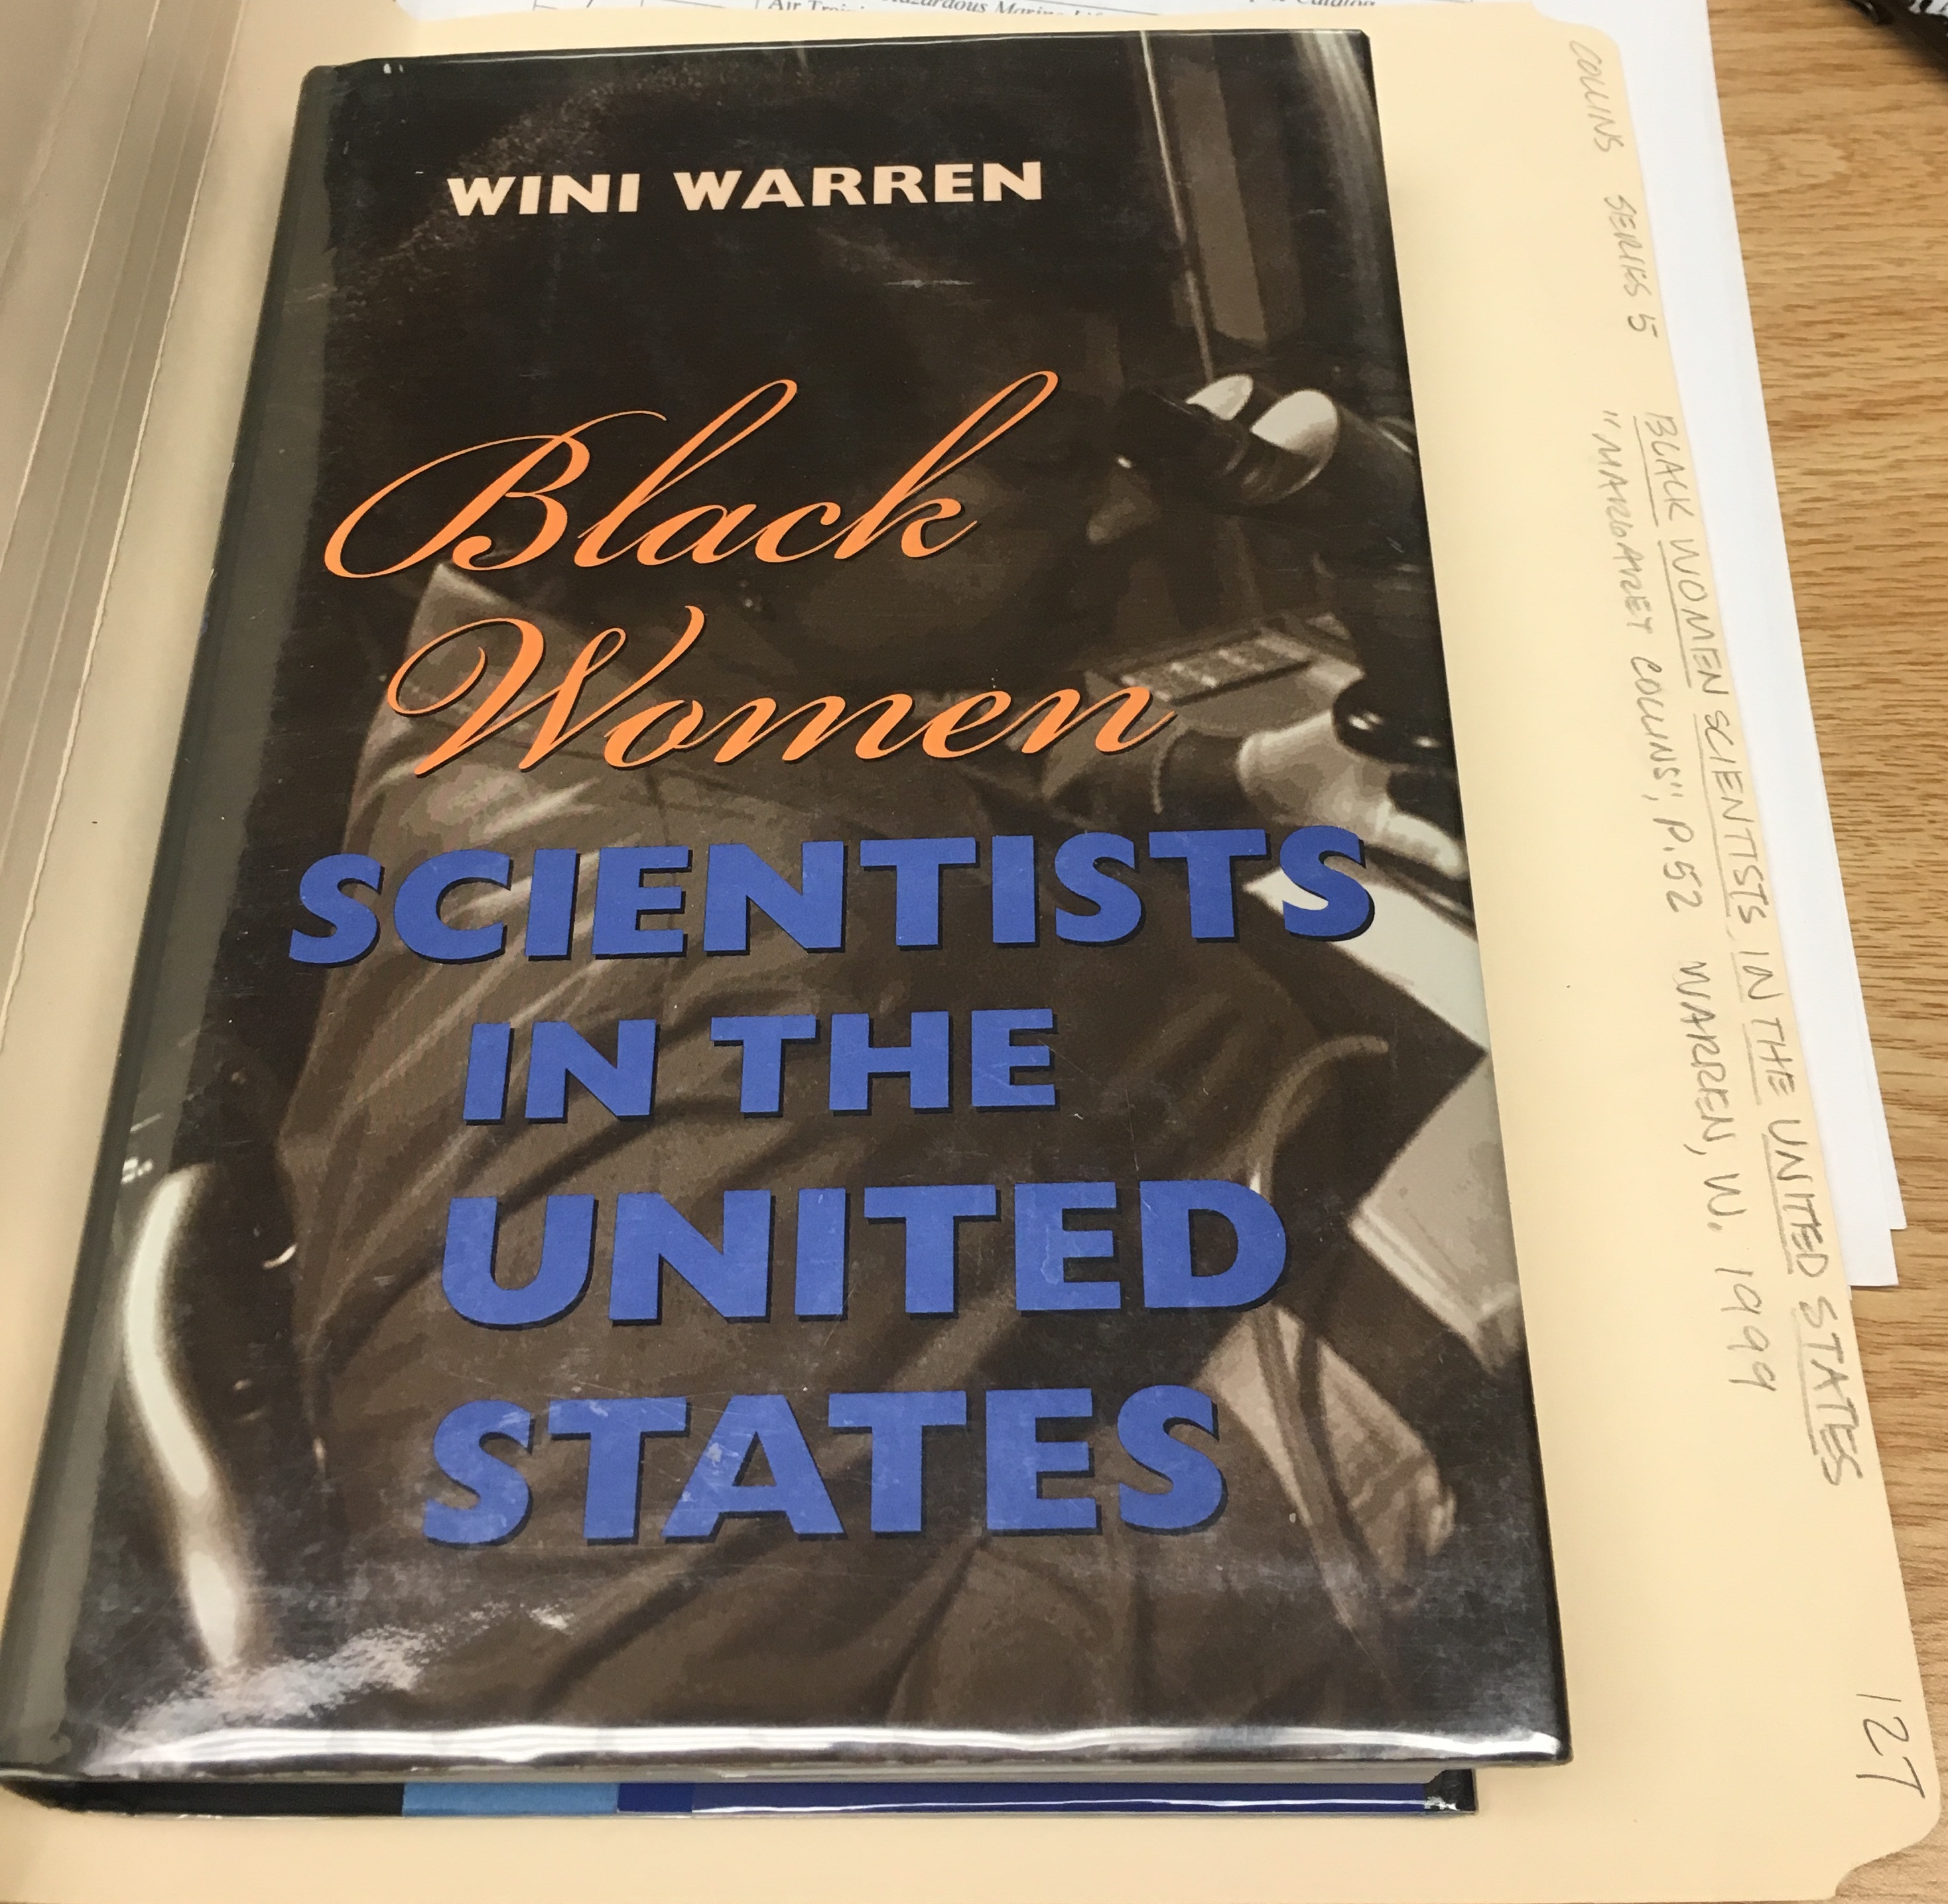 WINI WARREN
Black
Women
SCIENTISTS
IN THE
UNITED
STATES
COLLINS SERIES 5 BLACK WOMEN SCIENTISTS IN THE UNITED STATES
"MARGARET COLLINS", P.52 WARREN, W. 1999
127